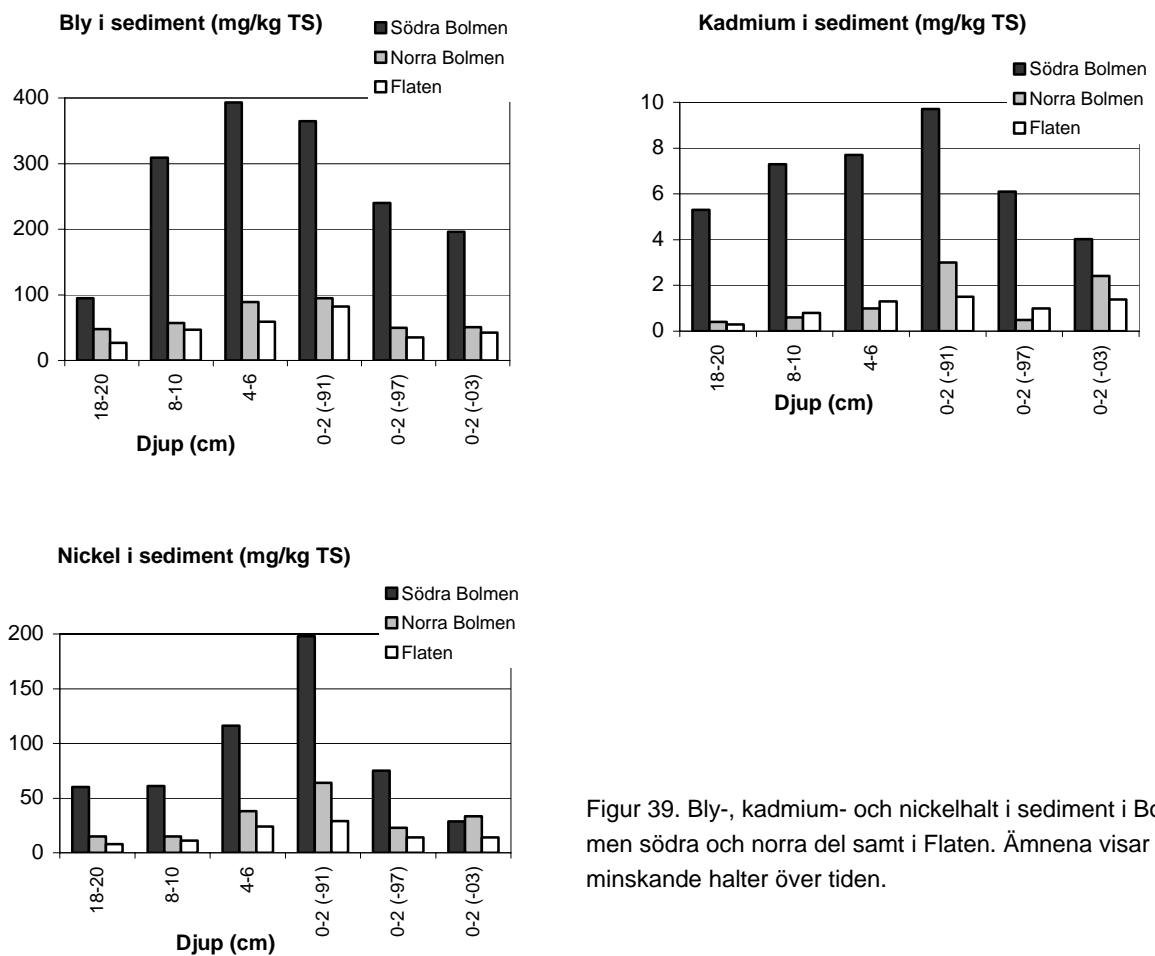 Bly i sediment (mg/kg TS)
Södra Bolmen
Norra Bolmen
Flaten
400
300
200
100
0
18-20
8-10
4-6
0-2 (-91)
0-2 (-97)
0-2 (-03)
Djup (cm)
Kadmium i sediment (mg/kg TS)
Södra Bolmen
Norra Bolmen
Flaten
10
8
6
4
2
0
18-20
8-10
4-6
0-2 (-91)
0-2 (-97)
0-2 (-03)
Djup (cm)
Nickel i sediment (mg/kg TS)
Södra Bolmen
Norra Bolmen
Flaten
200
150
100
50
0
18-20
8-10
4-6
0-2 (-91)
0-2 (-97)
0-2 (-03)
Djup (cm)
Figur 39. Bly-, kadmium- och nickelhalt i sediment i
men södra och norra del samt i Flaten. Ämnena visar
minskande halter över tiden.